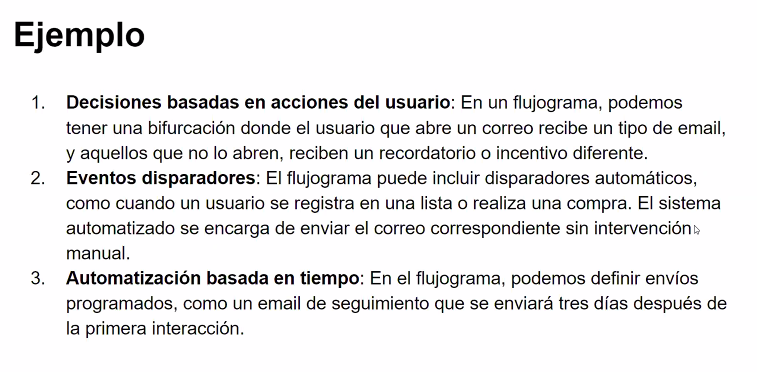 Ejemplo
1. Decisiones basadas en acciones del usuario: En un flujograma, podemos
tener una bifurcación donde el usuario que abre un correo recibe un tipo de email,
y aquellos que no lo abren, reciben un recordatorio o incentivo diferente.
2. Eventos disparadores: El flujograma puede incluir disparadores automáticos,
como cuando un usuario se registra en una lista o realiza una compra. El sistema
automatizado se encarga de enviar el correo correspondiente sin intervención
manual.
3. Automatización basada en tiempo: En el flujograma, podemos definir envíos
programados, como un email de seguimiento que se enviará tres días después de
la primera interacción.